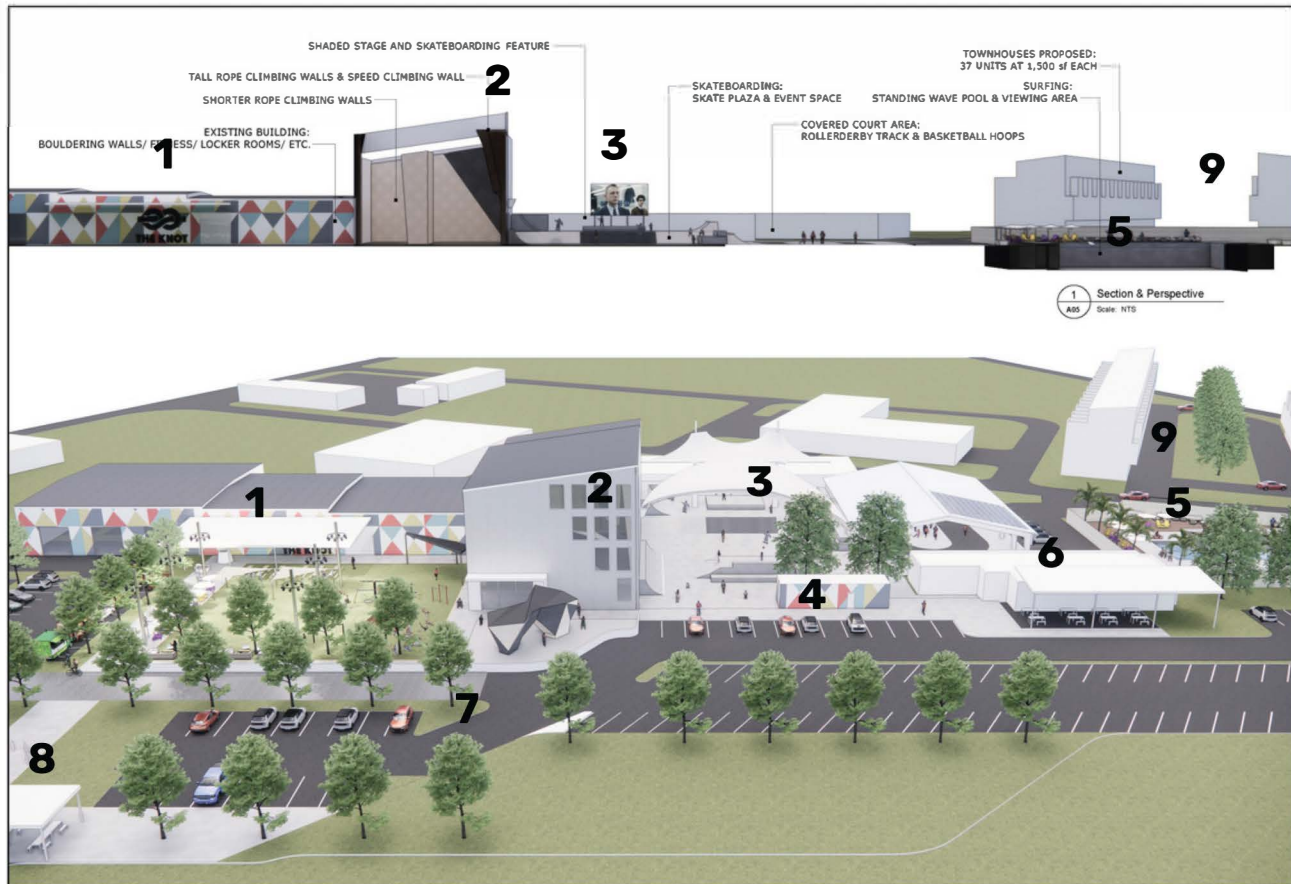 SHADED STAGE AND SKATEBOARDING FEATURE
TALL ROPE CLIMBING WALLS & SPEED CLIMBING WALL
2
SHORTER ROPE CLIMBING WALLS
EXISTING BUILDING:
BOULDERING WALLS/ FITNESS/ LOCKER ROOMS/ ETC.
1
THE KNOT
3
SKATEBOARDING:
SKATE PLAZA & EVENT SPACE
COVERED COURT AREA:
ROLLERDERBY TRACK & BASKETBALL HOOPS
TOWNHOUSES PROPOSED:
37 UNITS AT 1,500 sf EACH
SURFING:
STANDING WAVE POOL & VIEWING AREA
9
5
1
A05
Section & Perspective
Scale: NTS
1
THE KNOT
2
3
4
5
6
7
8
9